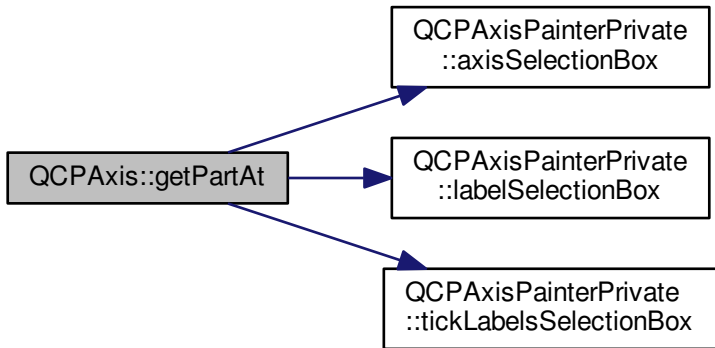 QCPAxisPainterPrivate
::axisSelectionBox
QCPAxis::getPartAt
QCPAxisPainterPrivate
::labelSelectionBox
QCPAxisPainterPrivate
::tickLabelsSelectionBox